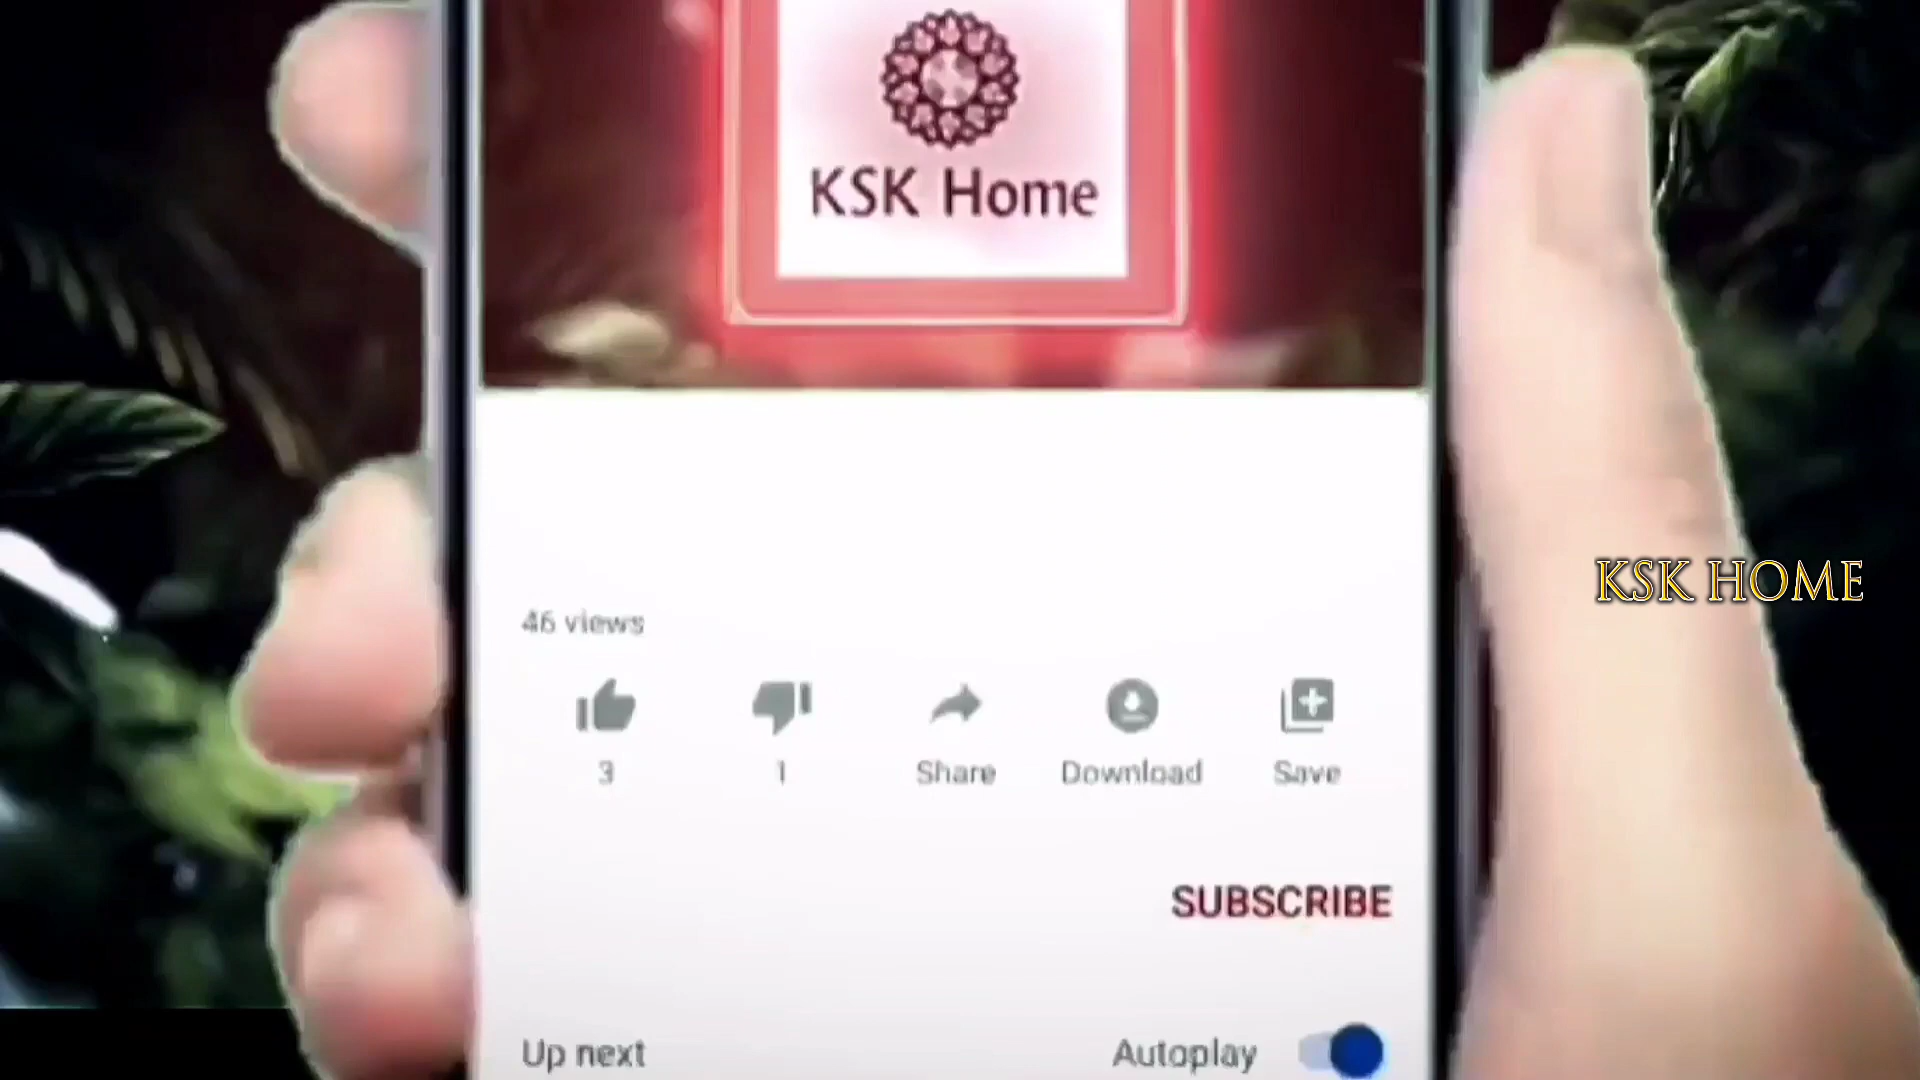 KSK Home
KSK HOME
46 views
3
1
Share
Download
Save
SUBSCRIBE
Up next
Autoplay